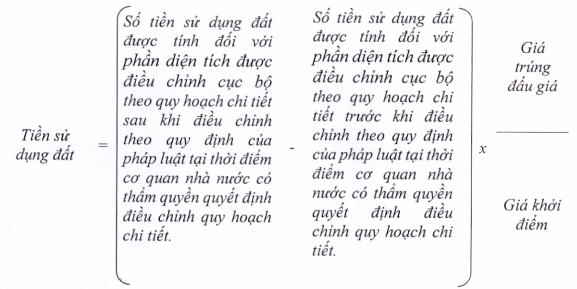 Tiền sử
dụng đất
=
Số tiền sử dụng đất
được tính đối với
phần diện tích được
điều chỉnh cục bộ
theo quy hoạch chi tiết
sau khi điều chỉnh
theo quy định của
pháp luật tại thời điểm
cơ quan nhà nước có
thẩm quyền quyết định
điều chỉnh quy hoạch
chi tiết.
-
Số tiền sử dụng đất
được tính đối với
phần diện tích được
điều chỉnh cục bộ
theo quy hoạch chi
tiết trước khi điều
chỉnh theo quy định
của pháp luật tại thời
điểm cơ quan nhà
nước có thẩm quyền
quyết định điều
chỉnh quy hoạch chi
tiết.
x
Giá
trúng
đấu giá
Giá khởi
điểm